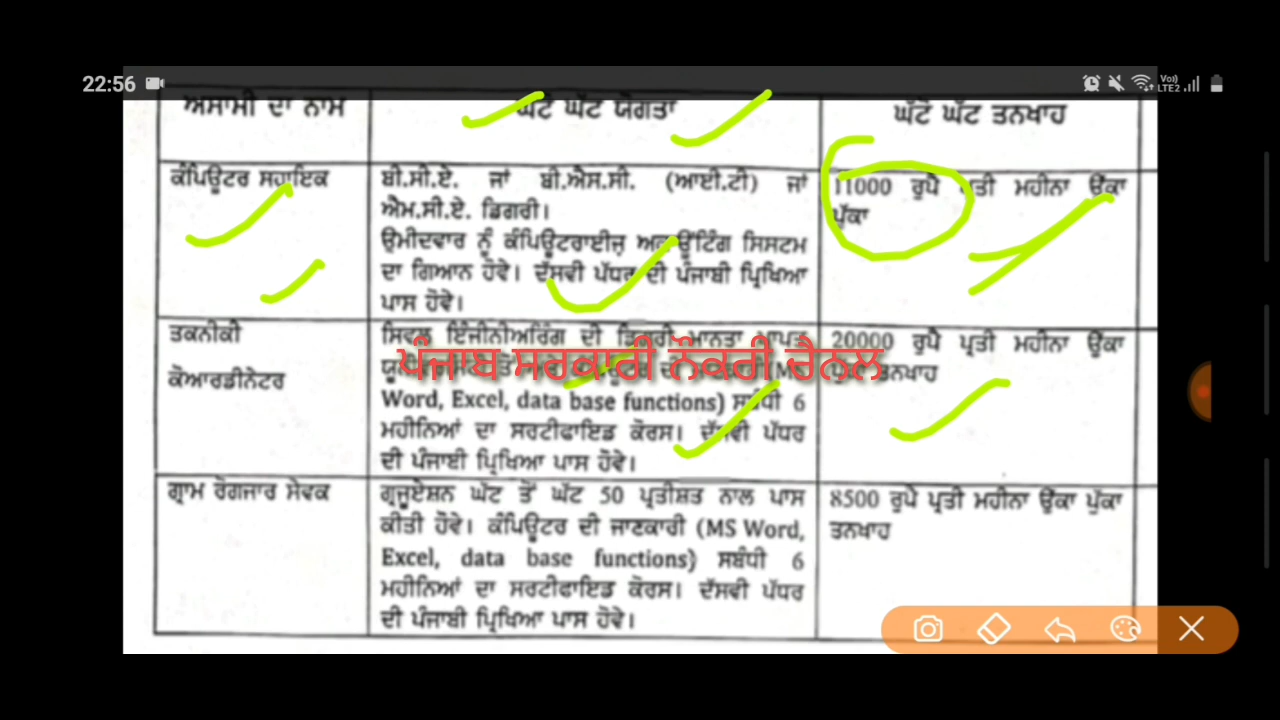 22:56
Vo)) LTE2
ਅਸਾਮੀ ਦਾ ਨਾਮ
ਘੱਟੋ ਘੱਟ ਯੋਗਤਾ
ਘੱਟੋ ਘੱਟ ਤਨਖਾਹ
ਕੰਪਿਊਟਰ ਸਹਾਇਕ
ਬੀ.ਸੀ.ਏ. ਜਾਂ ਬੀ.ਐਸ.ਸੀ. (ਆਈ.ਟੀ) ਜਾਂ
ਐਮ.ਸੀ.ਏ. ਡਿਗਰੀ।
ਉਮੀਦਵਾਰ ਨੂੰ ਕੰਪਿਊਟਰਾਈਜ਼ ਅਕਾਊਂਟਿੰਗ ਸਿਸਟਮ
ਦਾ ਗਿਆਨ ਹੋਵੇ। ਦੱਸਵੀ ਪੱਧਰ ਦੀ ਪੰਜਾਬੀ ਪ੍ਰਿਖਿਆ
ਪਾਸ ਹੋਵੇ।
11000 ਰੁਪੈ ਪ੍ਰਤੀ ਮਹੀਨਾ ਉੱਕਾ
ਪੁੱਕਾ
ਤਕਨੀਕੀ
ਕੋਆਰਡੀਨੇਟਰ
ਸਿਵਲ ਇੰਜੀਨੀਅਰਿੰਗ ਦੀ ਡਿਗਰੀ ਮਾਨਤਾ ਪ੍ਰਾਪਤ
Word, Excel, data base functions) ਸਬੰਧੀ 6
ਮਹੀਨਿਆਂ ਦਾ ਸਰਟੀਫਾਇਡ ਕੋਰਸ। ਦੱਸਵੀ ਪੱਧਰ
ਦੀ ਪੰਜਾਬੀ ਪ੍ਰਿਖਿਆ ਪਾਸ ਹੋਵੇ।
20000 ਰੁਪੈ ਪ੍ਰਤੀ ਮਹੀਨਾ ਉੱਕਾ
ਤਨਖਾਹ
ਪੰਜਾਬ ਸਰਕਾਰੀ ਨੌਕਰੀ ਚੈਨਲ
ਗ੍ਰਾਮ ਰੋਗਜਾਰ ਸੇਵਕ
ਗ੍ਰਜੂਏਸ਼ਨ ਘੱਟ ਤੋਂ ਘੱਟ 50 ਪ੍ਰਤੀਸ਼ਤ ਨਾਲ ਪਾਸ
ਕੀਤੀ ਹੋਵੇ। ਕੰਪਿਊਟਰ ਦੀ ਜਾਣਕਾਰੀ (MS Word,
Excel, data base functions) ਸਬੰਧੀ 6
ਮਹੀਨਿਆਂ ਦਾ ਸਰਟੀਫਾਇਡ ਕੋਰਸ। ਦੱਸਵੀ ਪੱਧਰ
ਦੀ ਪੰਜਾਬੀ ਪ੍ਰਿਖਿਆ ਪਾਸ ਹੋਵੇ।
8500 ਰੁਪੈ ਪ੍ਰਤੀ ਮਹੀਨਾ ਉੱਕਾ ਪੁੱਕਾ
ਤਨਖਾਹ